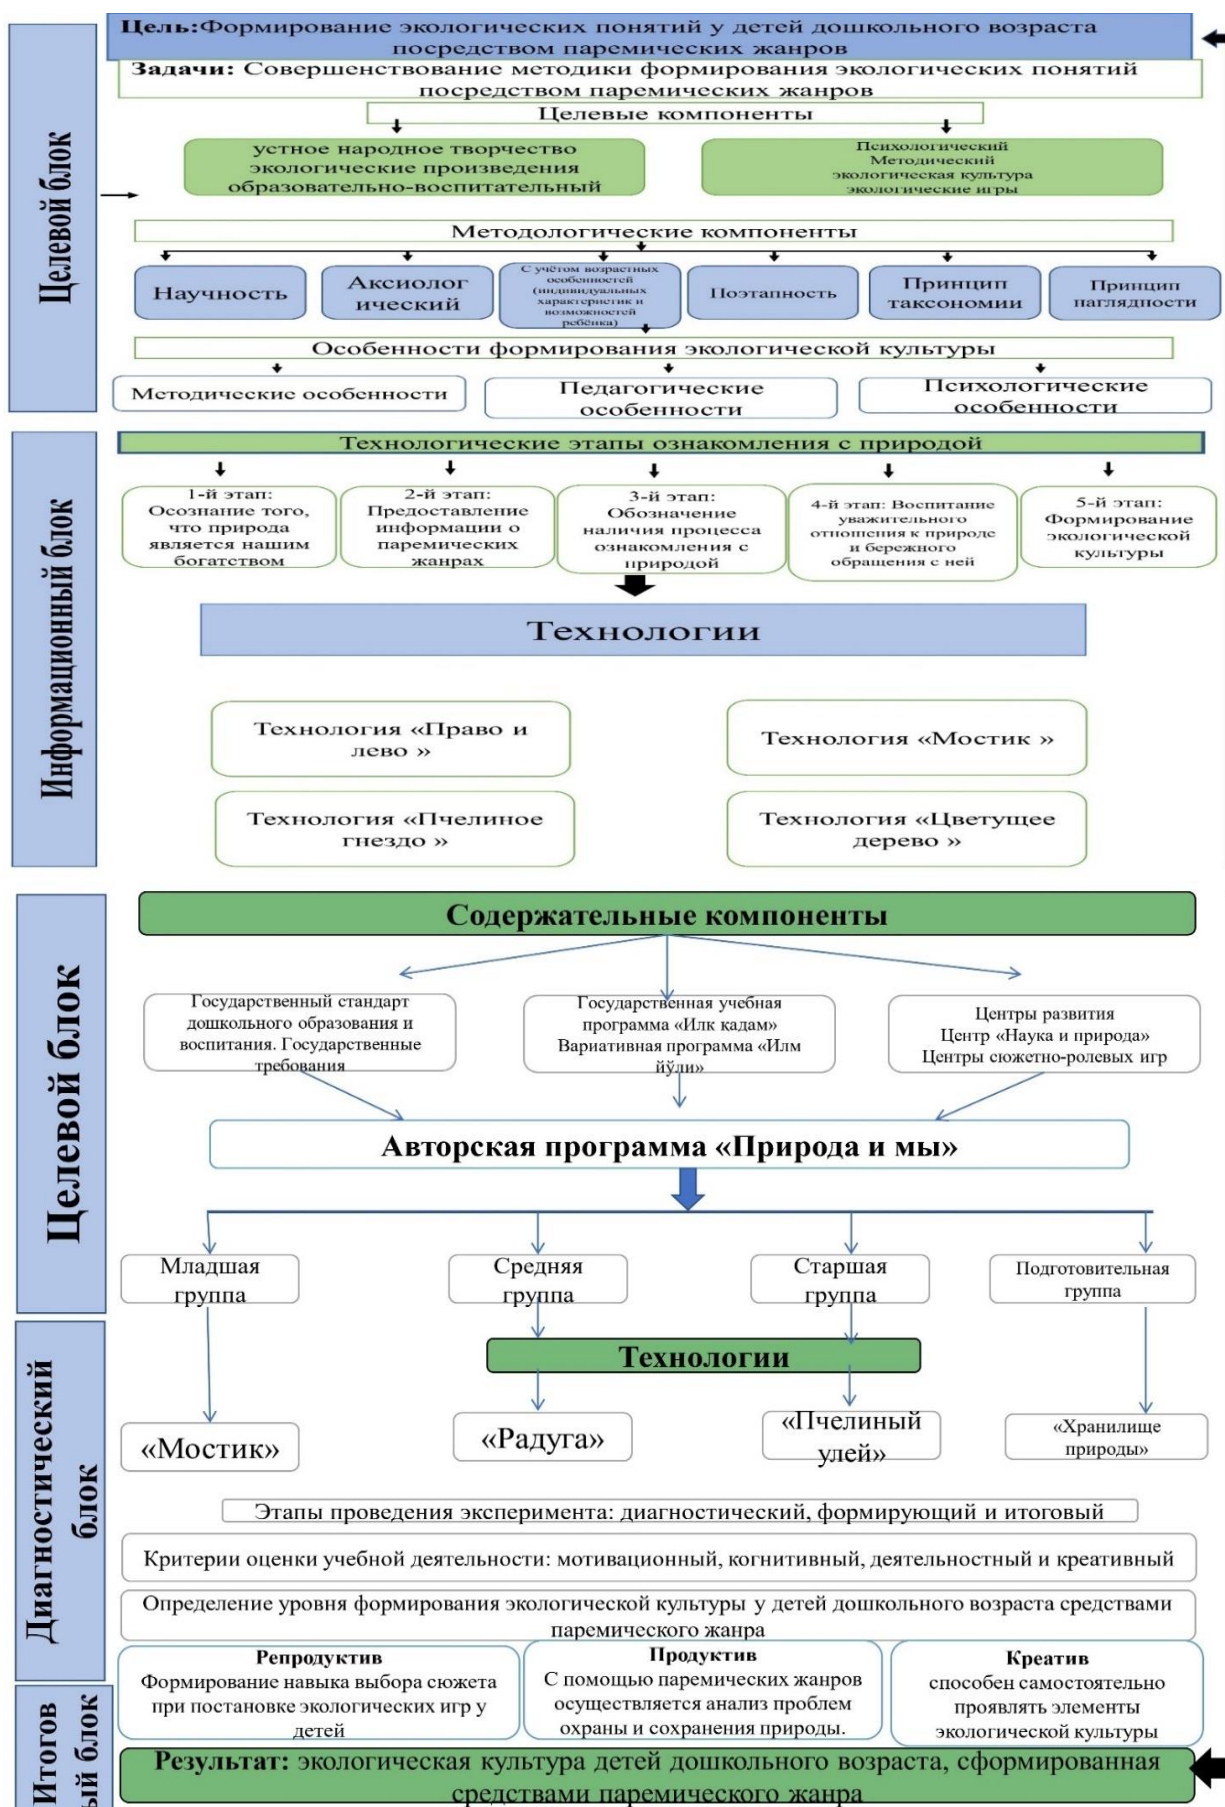 Целевой блок
Цель:Формирование экологических понятий у детей дошкольного возраста
посредством паремических жанров
Задачи: Совершенствование методики формирования экологических понятий
посредством паремических жанров
Целевые компоненты
устное народное творчество
экологические произведения
образовательно-воспитательный
Психологический
Методический
экологическая культура
экологические игры
Методологические компоненты
Научность
Аксиолог
ический
С учётом возрастных
особенностей
(индивидуальных
характеристик и
возможностей
ребёнка)
Поэтапность
Принцип
таксономии
Принцип
наглядности
Особенности формирования экологической культуры
Методические особенности
Педагогические
особенности
Психологические
особенности
Информационный блок
Технологические этапы ознакомления с природой
1-й этап:
Осознание того,
что природа
является нашим
богатством
2-й этап:
Предоставление
информации о
паремических
жанрах
3-й этап:
Обозначение
наличия процесса
ознакомления с
природой
4-й этап: Воспитание
уважительного
отношения к природе
и бережного
обращения с ней
5-й этап:
Формирование
экологической
культуры
Технологии
Технология «Право и
лево »
Технология «Мостик »
Технология «Пчелиное
гнездо »
Технология «Цветущее
дерево »
Целевой блок
Содержательные компоненты
Государственный стандарт
дошкольного образования и
воспитания. Государственные
требования
Государственная учебная
программа «Илк қадам»
Вариативная программа «Илм
йўли»
Центры развития
Центр «Наука и природа»
Центры сюжетно-ролевых игр
Авторская программа «Природа и мы»
Младшая
группа
Средняя
группа
Старшая
группа
Подготовительная
группа
Диагностический
блок
Технологии
«Мостик»
«Радуга»
«Пчелиный
улей»
«Хранилище
природы»
Этапы проведения эксперимента: диагностический, формирующий и итоговый
Критерии оценки учебной деятельности: мотивационный, когнитивный, деятельностный и креативный
Определение уровня формирования экологической культуры у детей дошкольного возраста средствами
паремического жанра
Репродуктив
Формирование навыка выбора сюжета
при постановке экологических игр у
детей
Продуктив
С помощью паремических жанров
осуществляется анализ проблем
охраны и сохранения природы.
Креатив
способен самостоятельно
проявлять элементы
экологической культуры
Итогов
ый блок
Результат: экологическая культура детей дошкольного возраста, сформированная
средствами паремического жанра